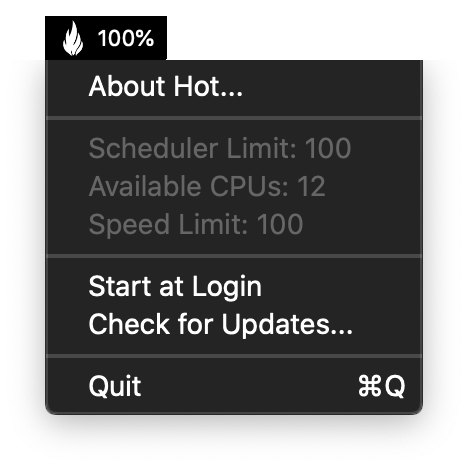 100%
About Hot...
Scheduler Limit: 100
Available CPUs: 12
Speed Limit: 100
Start at Login
Check for Updates...
Quit ⌘Q